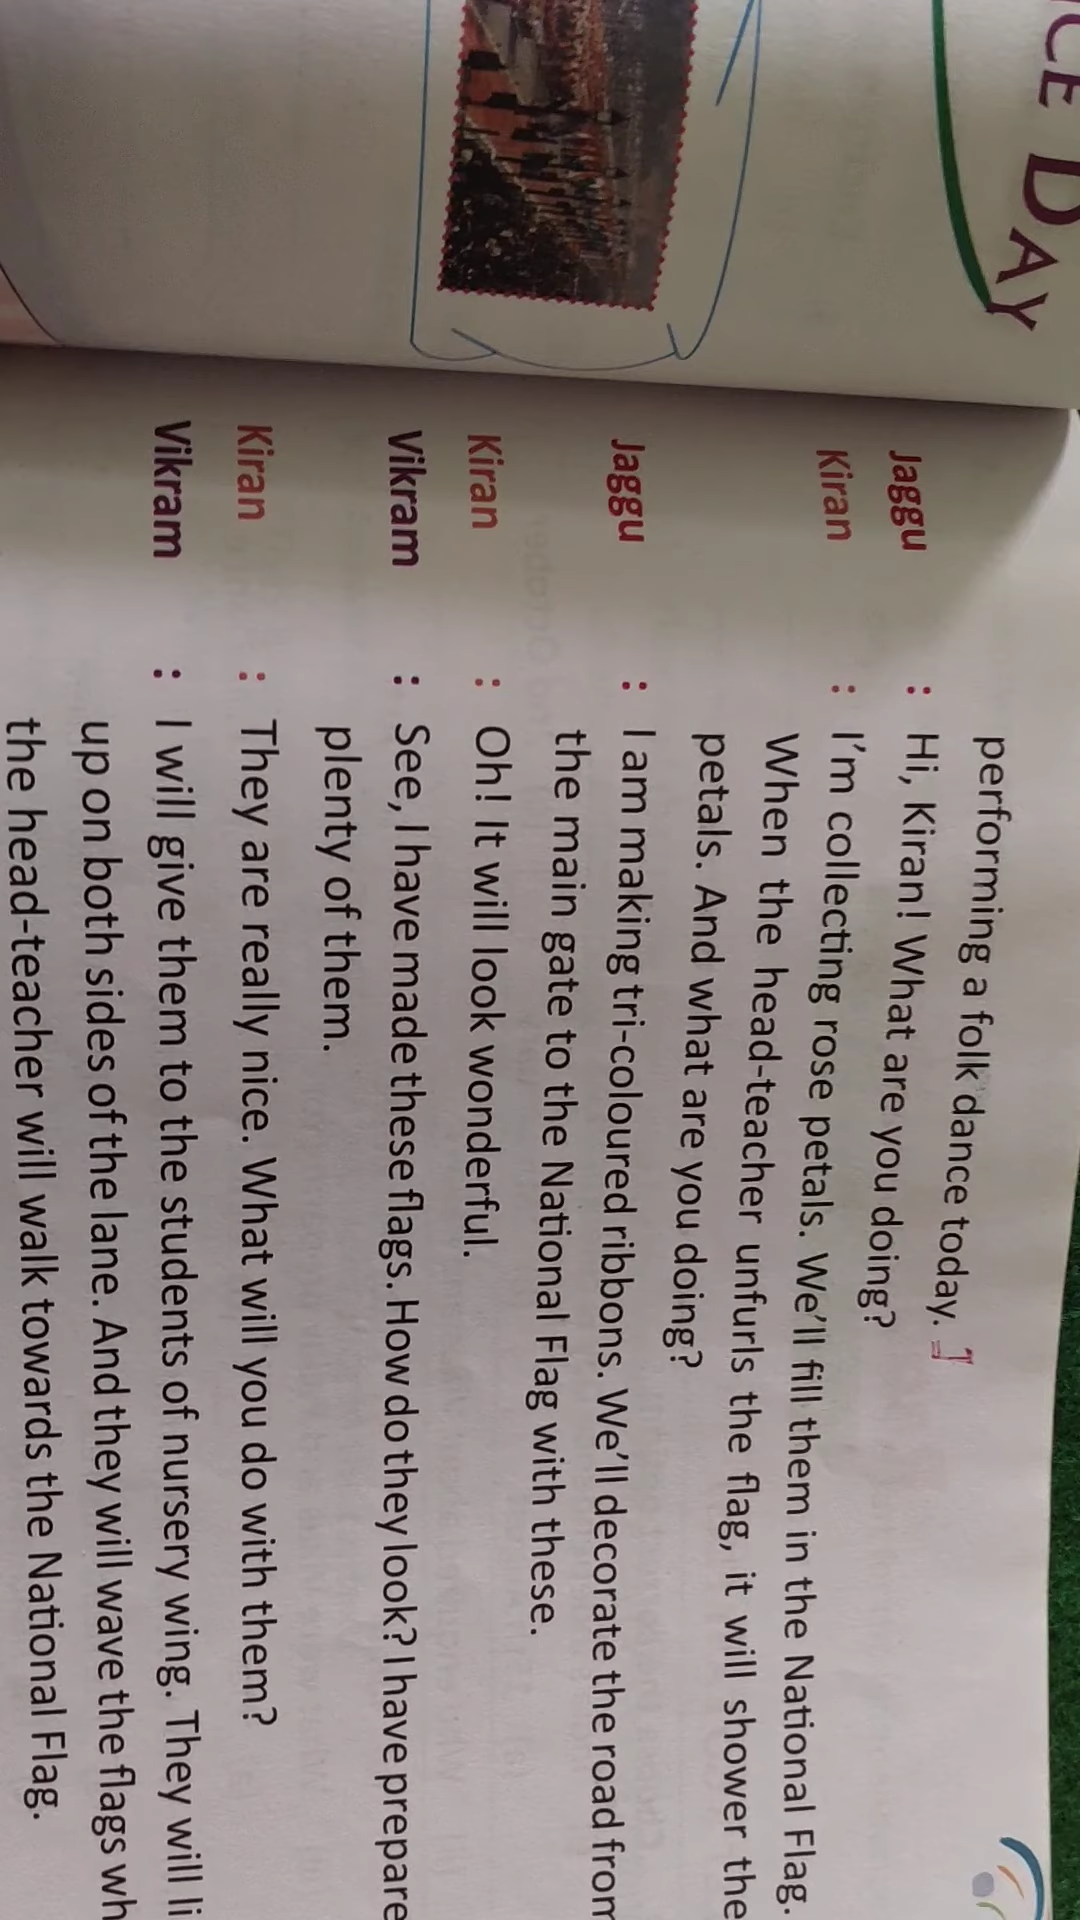 CE DAY
performing a folk dance today.
Jaggu : Hi, Kiran! What are you doing?
Kiran : I'm collecting rose petals. We'll fill them in the National Flag.
When the head-teacher unfurls the flag, it will shower the
petals. And what are you doing?
Jaggu : I am making tri-coloured ribbons. We'll decorate the road from
the main gate to the National Flag with these.
Kiran : Oh! It will look wonderful.
Vikram : See, I have made these flags. How do they look? I have prepare
plenty of them.
Kiran : They are really nice. What will you do with them?
Vikram : I will give them to the students of nursery wing. They will li
up on both sides of the lane. And they will wave the flags wh
the head-teacher will walk towards the National Flag.